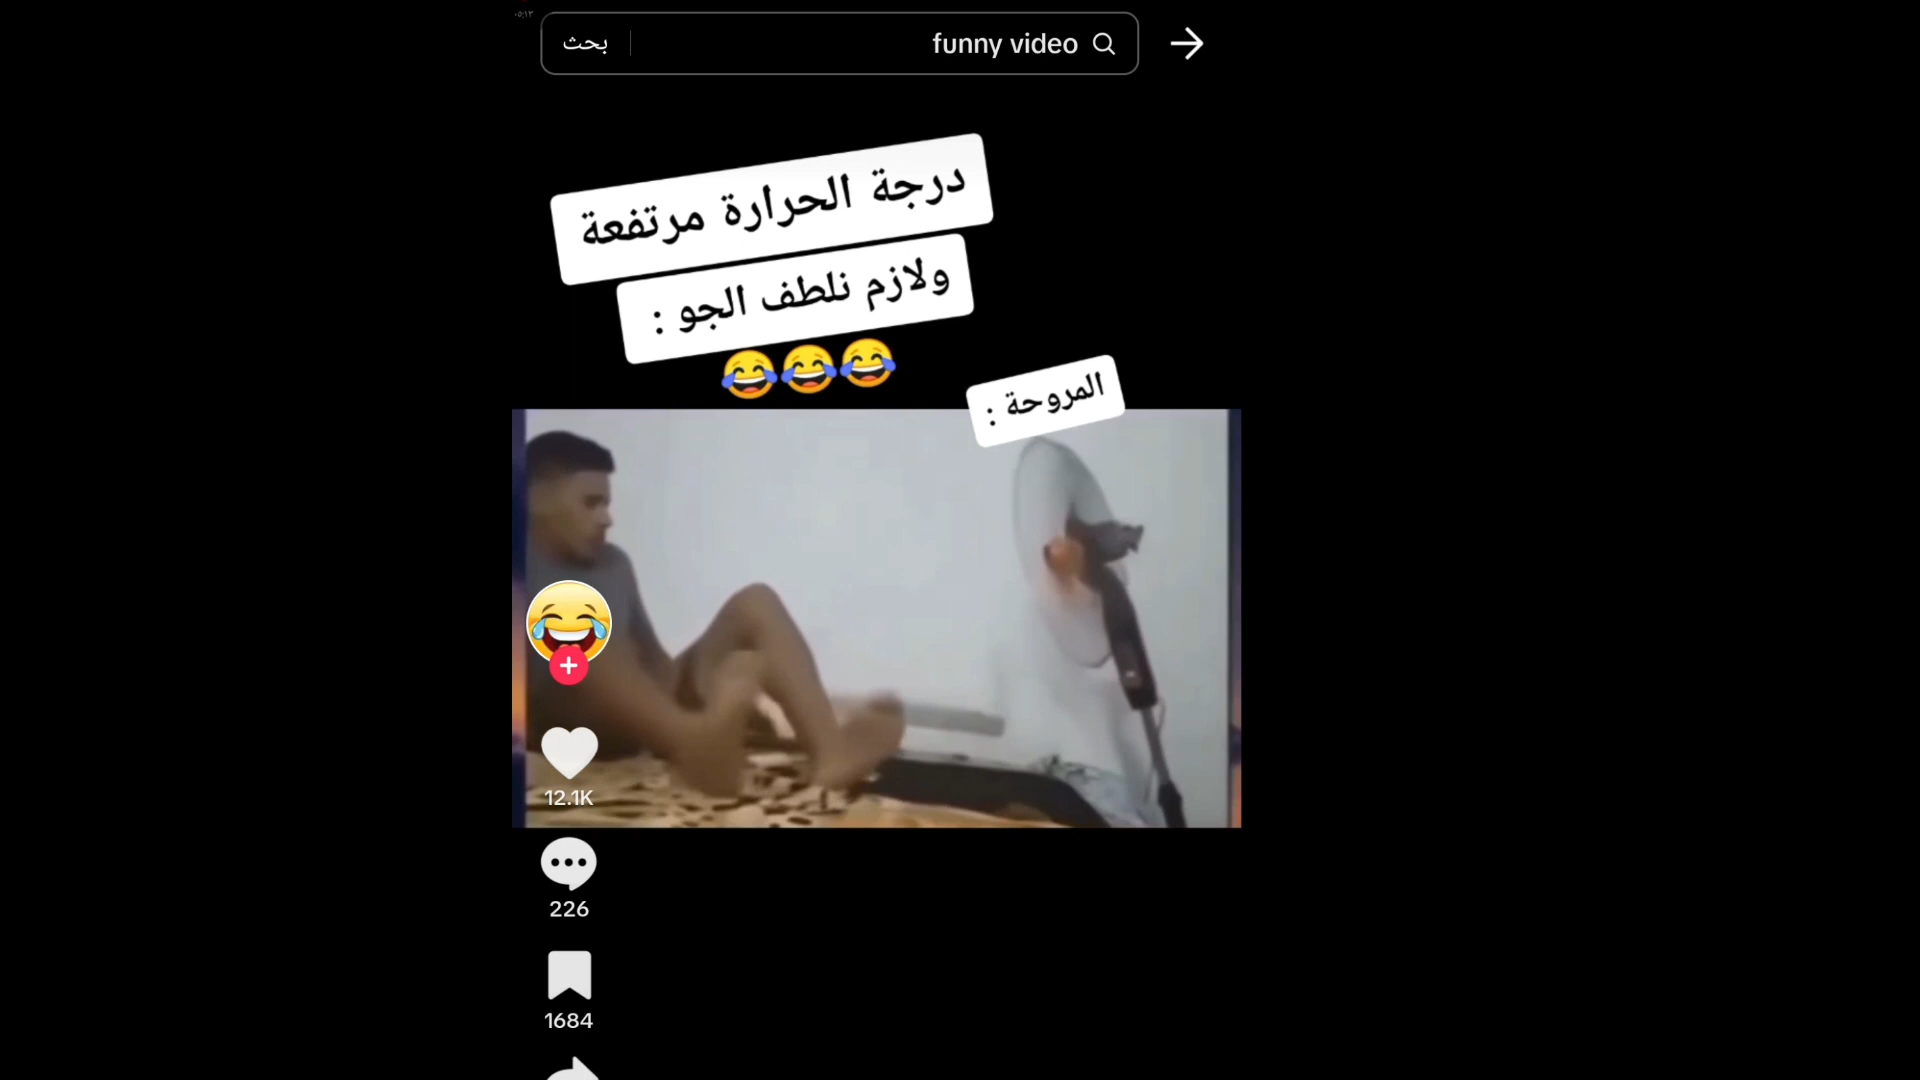 بحث
funny video
درجة الحرارة مرتفعة
ولازم نلطف الجو :
😂😂😂
المروحة :
12.1K
226
1684